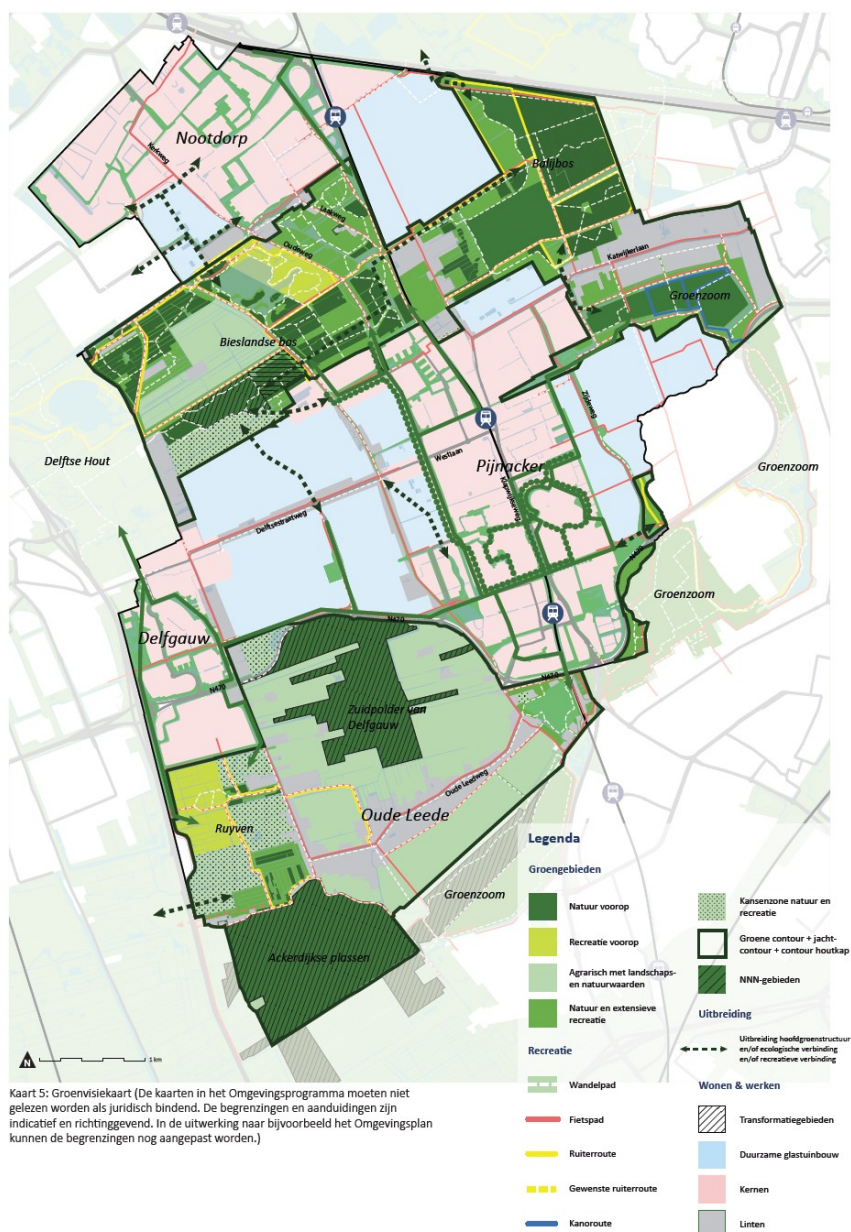 Nootdorp
Kerkweg
Balijbos
Oudeweg
Katwijkerlaan
Groenzoom
Bieslandse bos
Zijdeweg
Delftse Hout
Westlaan
Pijnacker
Groenzoom
Klapwijkseweg
Delftsestraatweg
N470
Groenzoom
Delfgauw
N470
N470
N470
Zuidpolder van
Delfgauw
Oude Leedeweg
Oude Leede
Ruyven
Groenzoom
Ackerdijkse plassen
N
1 km
Legenda
Groengebieden
Natuur voorop
Recreatie voorop
Agrarisch met landschaps-
en natuurwaarden
Natuur en extensieve
recreatie
Recreatie
Wandelpad
Fietspad
Ruiterroute
Gewenste ruiterroute
Kanoroute
Kansenzone natuur en
recreatie
Groene contour + jacht-
contour + contour houtkap
NNN-gebieden
Uitbreiding
Uitbreiding hoofdgroenstructuur
en/of ecologische verbinding
en/of recreatieve verbinding
Wonen & werken
Transformatiegebieden
Duurzame glastuinbouw
Kernen
Linten
Kaart 5: Groenvisiekaart (De kaarten in het Omgevingsprogramma moeten niet
gelezen worden als juridisch bindend. De begrenzingen en aanduidingen zijn
indicatief en richtinggevend. In de uitwerking naar bijvoorbeeld het Omgevingsplan
kunnen de begrenzingen nog aangepast worden.)